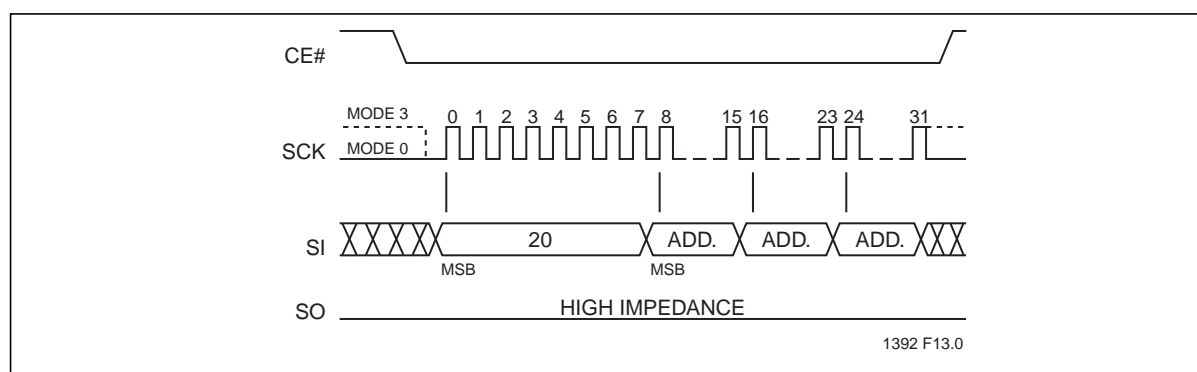 CE#
MODE 3
0 1 2 3 4 5 6 7 8 15 16 23 24 31
SCK
MODE 0
SI
20 ADD. ADD. ADD.
MSB MSB
SO
HIGH IMPEDANCE
1392 F13.0